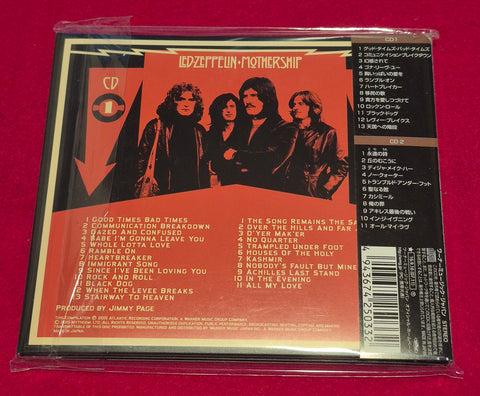 LED-ZEPPELIN · MOTHERSHIP
CD
1
1 GOOD TIMES BAD TIMES
2 COMMUNICATION BREAKDOWN
3 DAZED AND CONFUSED
4 BABE I'M GONNA LEAVE YOU
5 WHOLE LOTTA LOVE
6 RAMBLE ON
7 HEARTBREAKER
8 IMMIGRANT SONG
9 SINCE I'VE BEEN LOVING YOU
10 ROCK AND ROLL
11 BLACK DOG
12 WHEN THE LEVEE BREAKS
13 STAIRWAY TO HEAVEN
PRODUCED BY JIMMY PAGE
1 THE SONG REMAINS THE SA
2 OVER THE HILLS AND FAR
3 D'YER MAK'ER
4 NO QUARTER
5 TRAMPLED UNDER FOOT
6 HOUSES OF THE HOLY
7 KASHMIR
8 NOBODY'S FAULT BUT MINE
9 ACHILLES LAST STAND
10 IN THE EVENING
11 ALL MY LOVE
MADE IN JAPAN.
CD 1
1 グッド・タイムズ・バッド・タイムズ
2 コミュニケイション・ブレイクダウン
3 幻惑されて
4 ゴナ・リーヴ・ユー
5 胸いっぱいの愛を
6 ランブル・オン
7 ハートブレイカー
8 移民の歌
9 貴方を愛しつづけて
10 ロックン・ロール
11 ブラック・ドッグ
12 レヴィー・ブレイクス
13 天国への階段
CD 2
1 永遠の詩
2 丘のむこうに
3 ディジャ・メイク・ハー
4 ノー・クォーター
5 トランプルド・アンダー・フット
6 聖なる館
7 カシミール
8 俺の罪
9 アキレス最後の戦い
10 イン・ジ・イヴニング
11 オール・マイ・ラヴ
4943674250332
STEREO